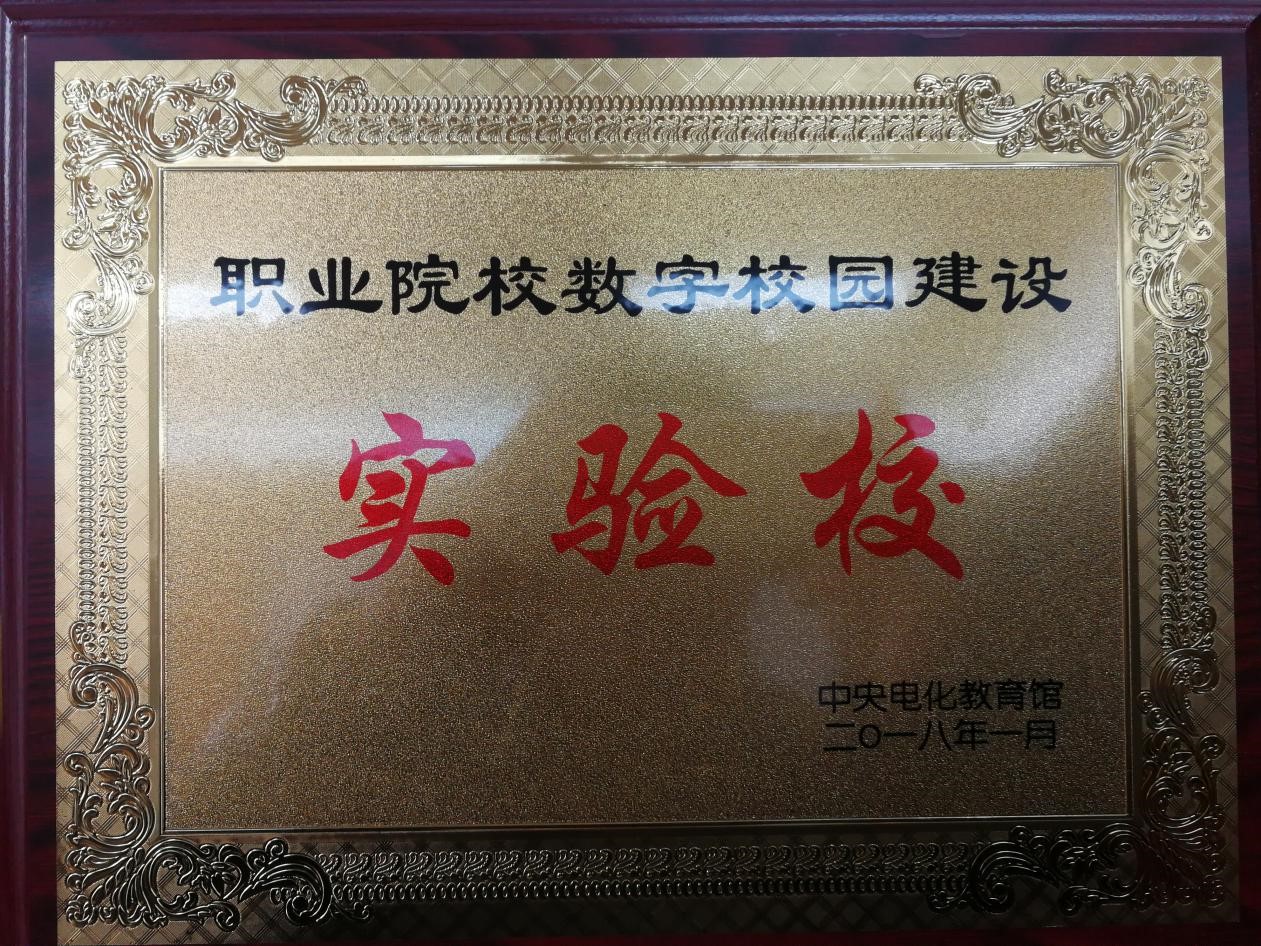 职业院校数字校园建设
实验校
中央电化教育馆
二〇一八年一月